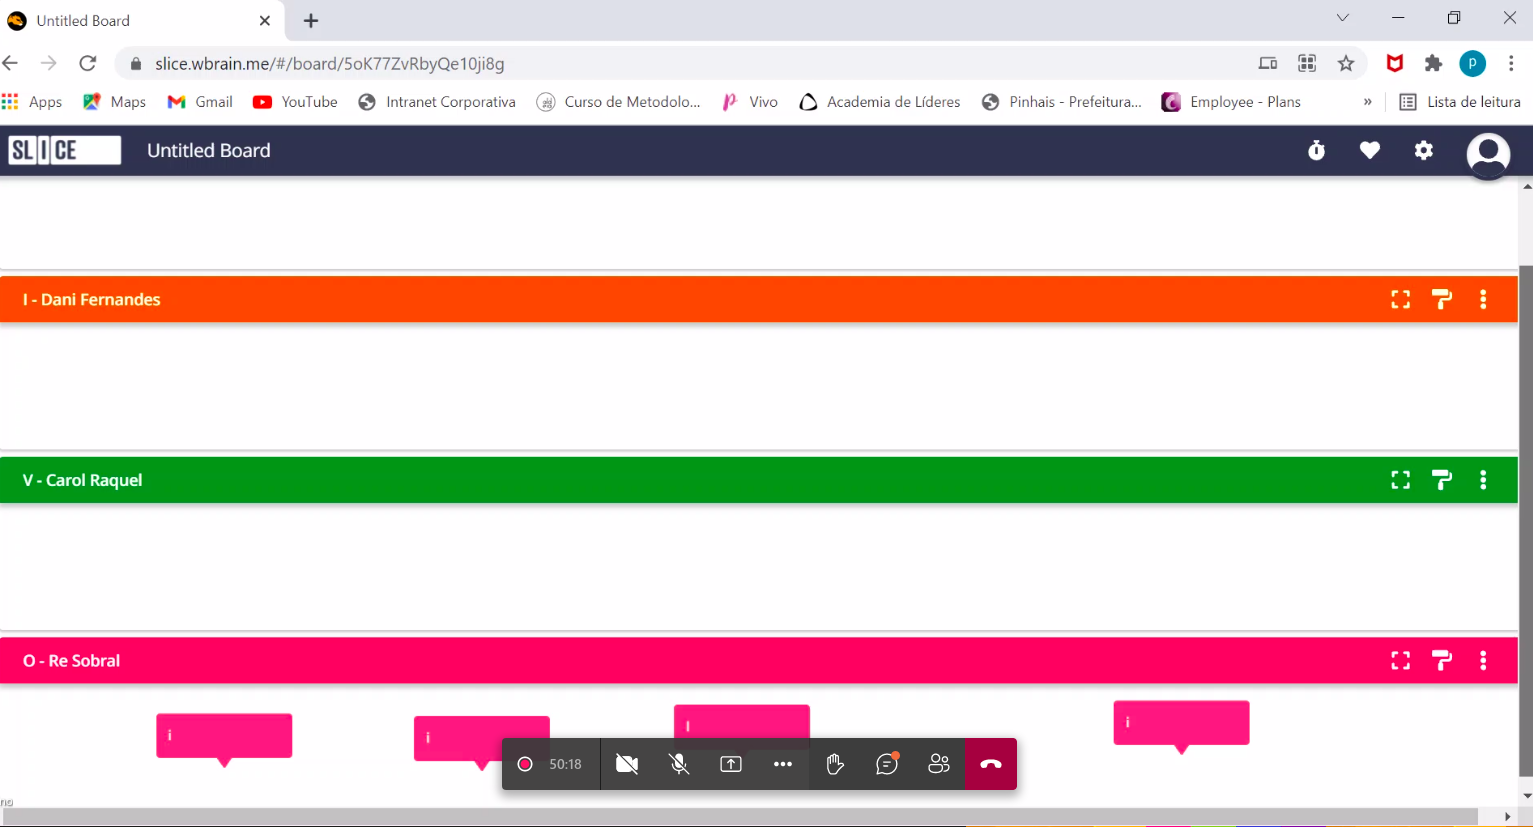 Untitled Board
slice.wbrain.me/#/board/5oK77ZvRbyQe10ji8g
P
Apps Maps Gmail YouTube Intranet Corporativa Curso de Metodolo... Vivo Academia de Líderes Pinhais - Prefeitura... Employee - Plans » Lista de leitura
SLICE Untitled Board
I - Dani Fernandes
V - Carol Raquel
O - Re Sobral
i
i
I
i
50:18
no